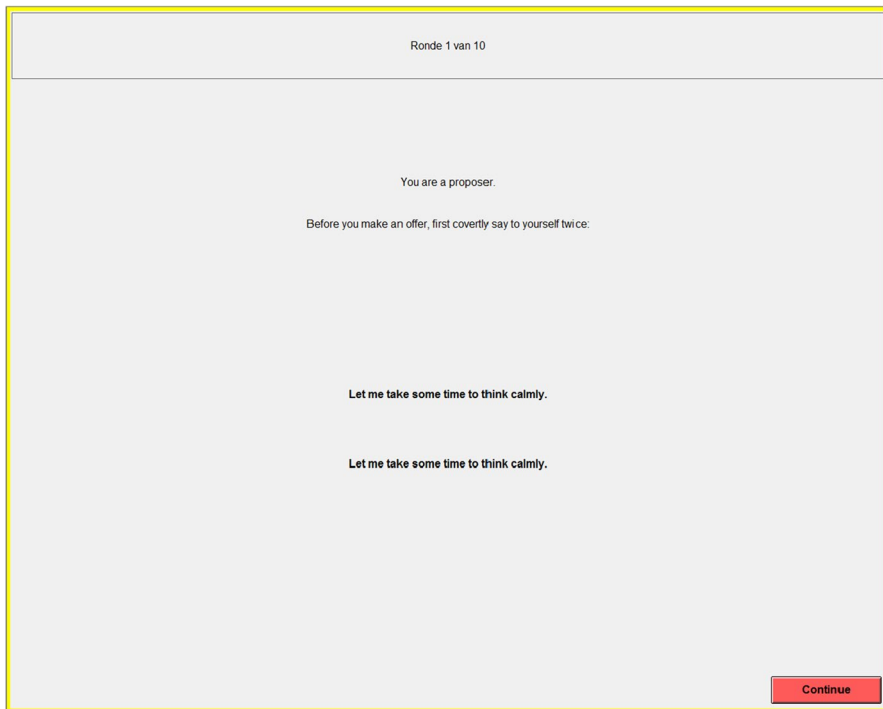 Ronde 1 van 10
You are a proposer.
Before you make an offer, first covertly say to yourself twice:
Let me take some time to think calmly.
Let me take some time to think calmly.
Continue